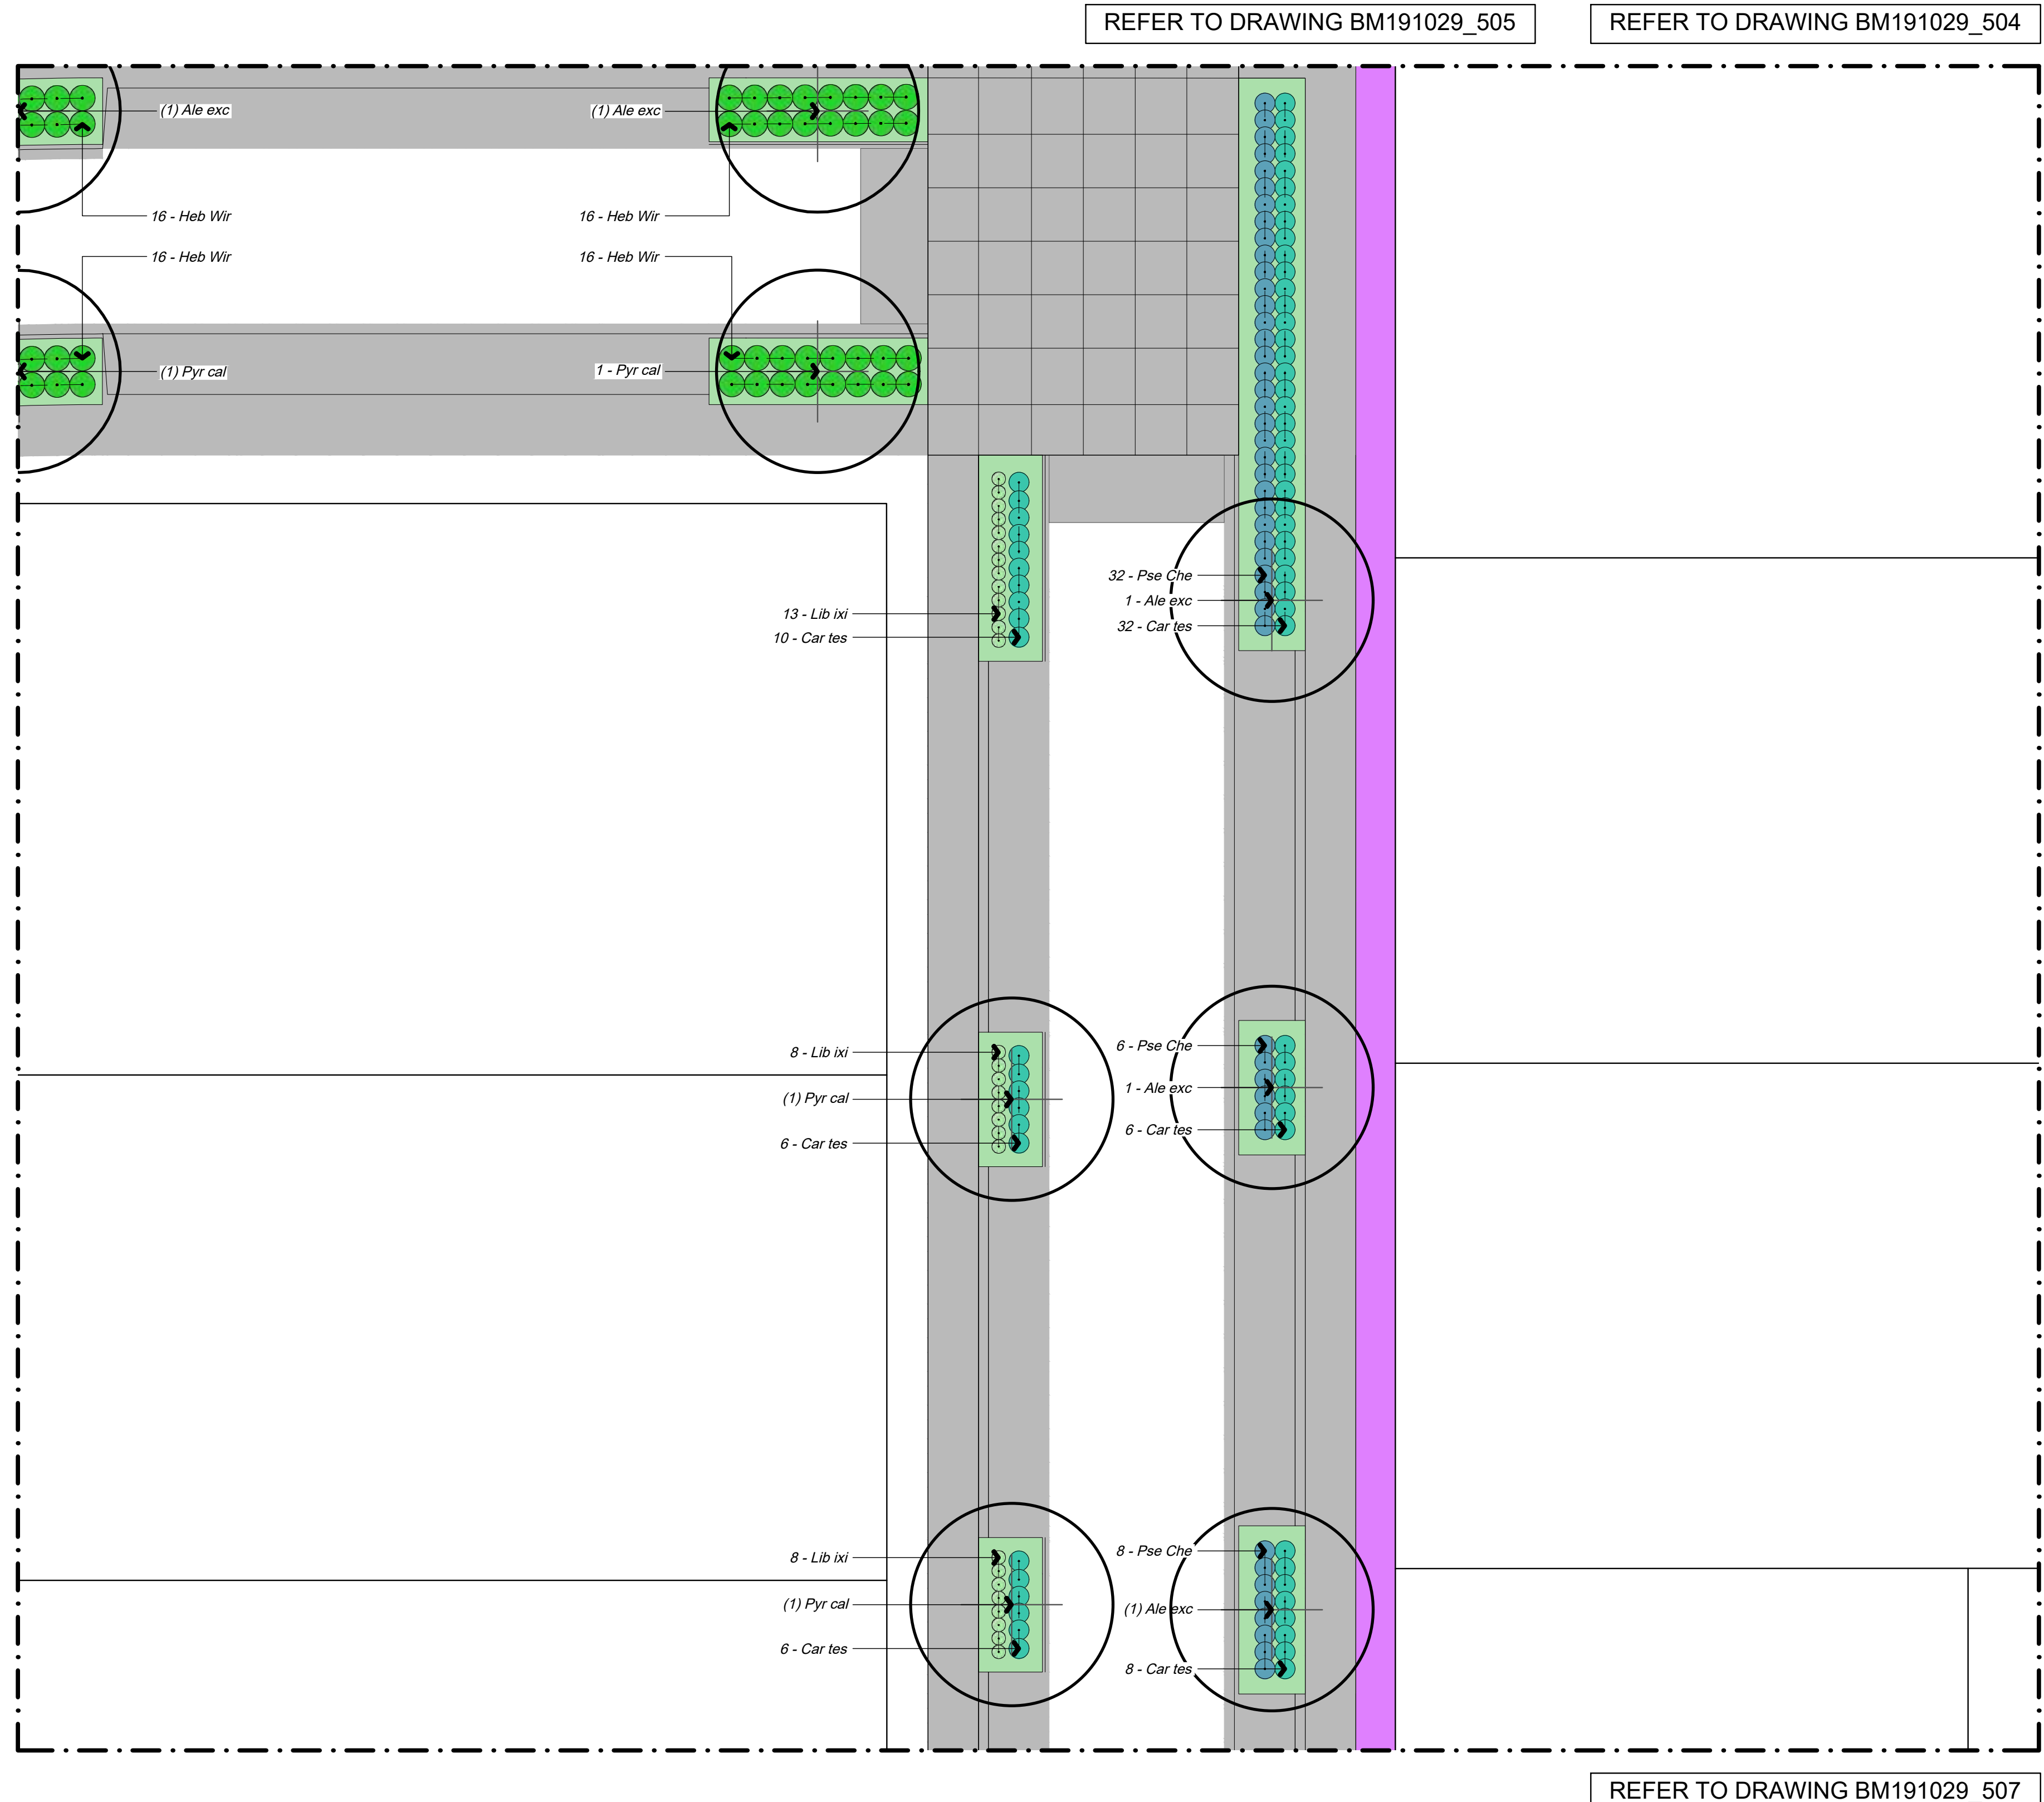 REFER TO DRAWING BM191029_505
REFER TO DRAWING BM191029_504
(1) Ale exc
(1) Ale exc
16 - Heb Wir
16 - Heb Wir
16 - Heb Wir
16 - Heb Wir
(1) Pyr cal
1 - Pyr cal
32 - Pse Che
1 - Ale exc
32 - Car tes
13 - Lib ixi
10 - Car tes
8 - Lib ixi
(1) Pyr cal
6 - Car tes
6 - Pse Che
1 - Ale exc
6 - Car tes
8 - Lib ixi
(1) Pyr cal
6 - Car tes
8 - Pse Che
(1) Ale exc
8 - Car tes
REFER TO DRAWING BM191029_507